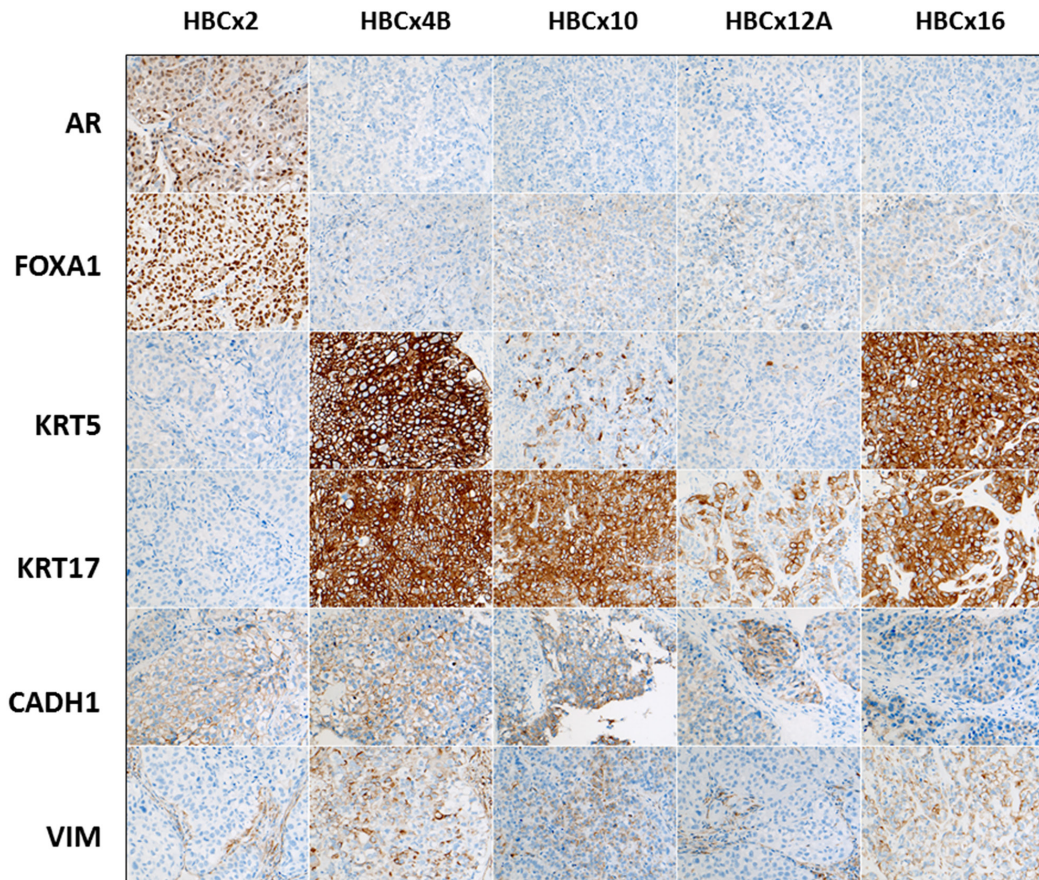 HBCx2 HBCx4B HBCx10 HBCx12A HBCx16
AR
FOXA1
KRT5
KRT17
CADH1
VIM